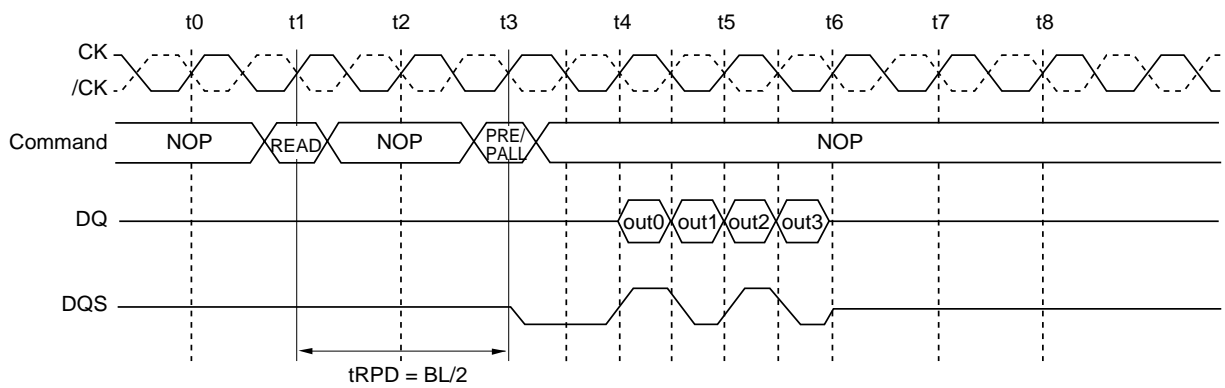 t0 t1 t2 t3 t4 t5 t6 t7 t8
CK
/CK
Command NOP READ NOP PRE/ PALL NOP
DQ out0 out1 out2 out3
DQS
tRPD = BL/2